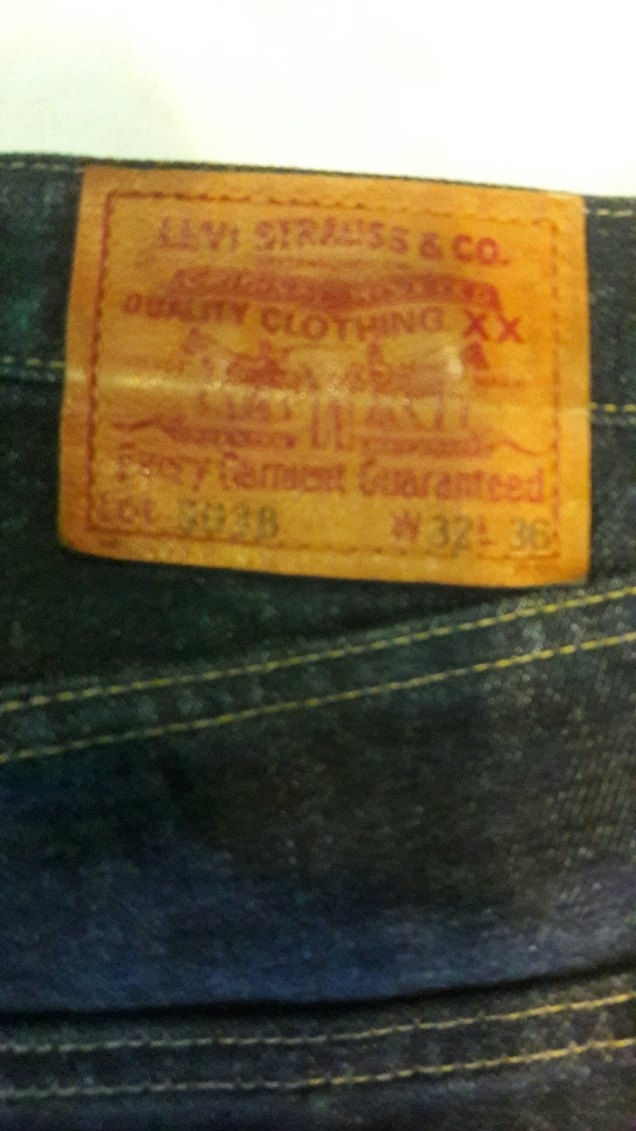 LEVI STRAUSS & CO.
QUALITY CLOTHING XX
Every Garment Guaranteed
Lot 503B W 32 L 36